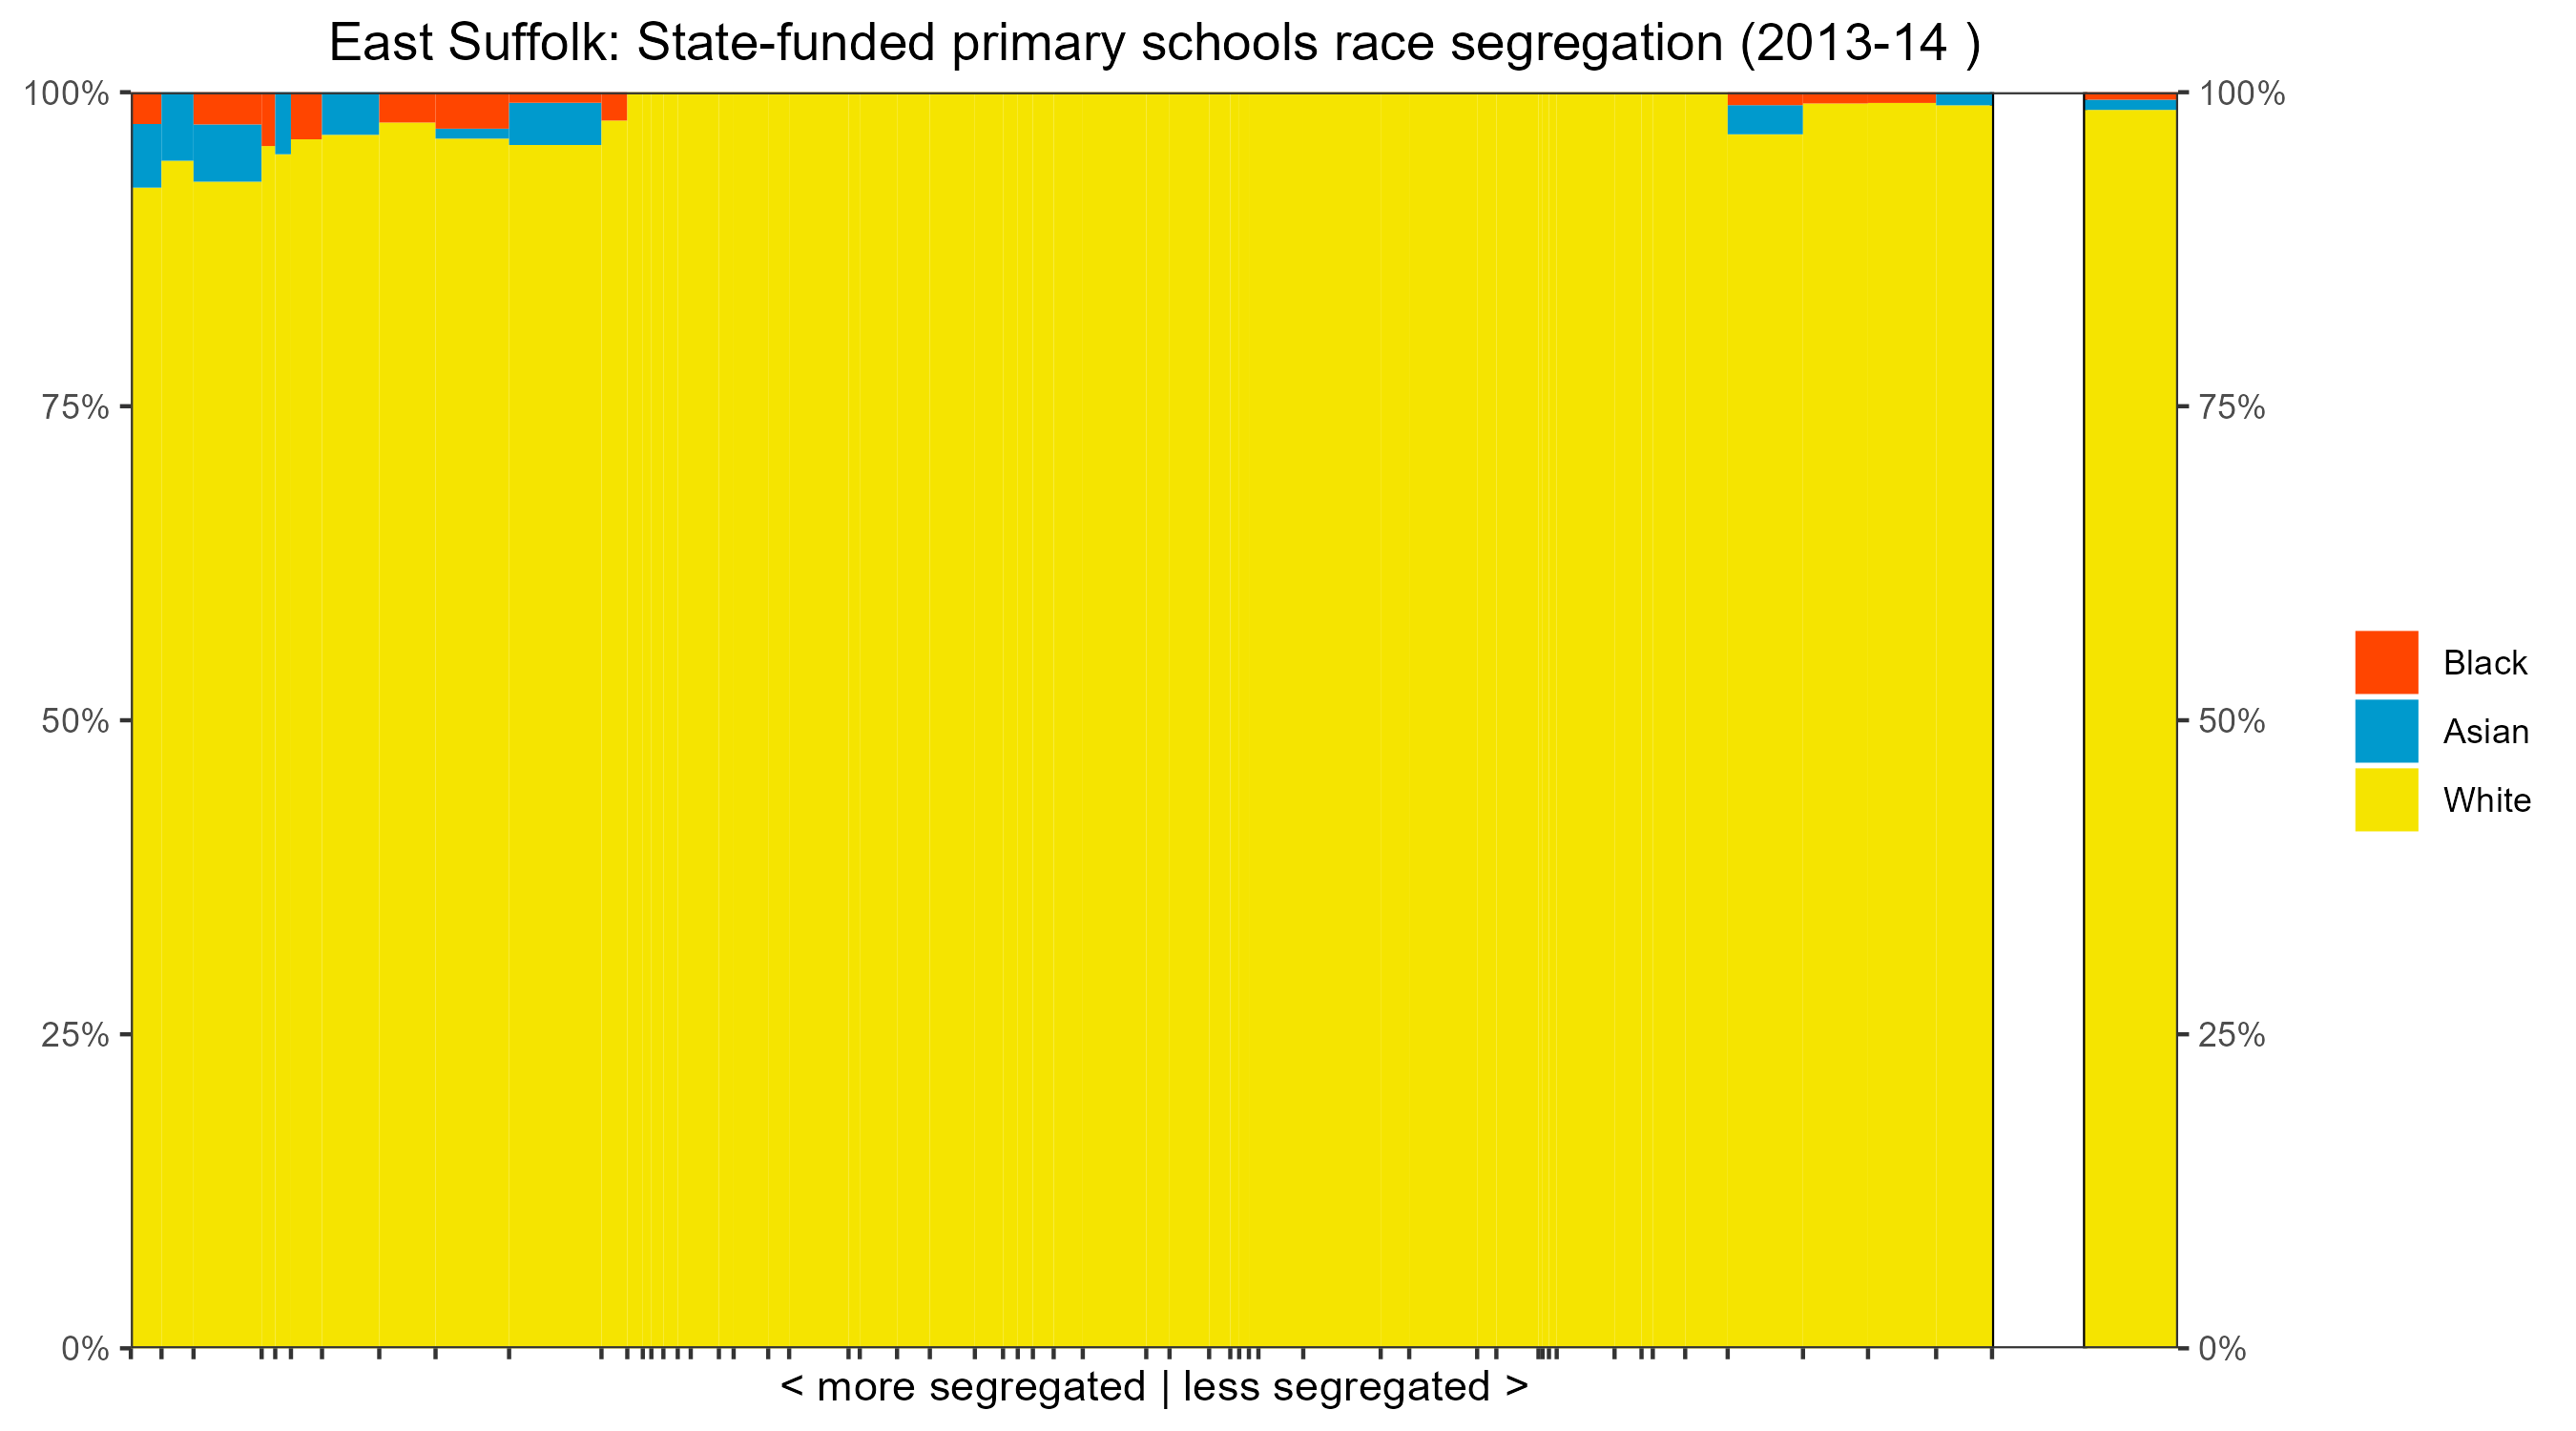 East Suffolk: State-funded primary schools race segregation (2013-14 )
100%
75%
50%
25%
0%
100%
75%
50%
25%
0%
Black
Asian
White
< more segregated | less segregated >